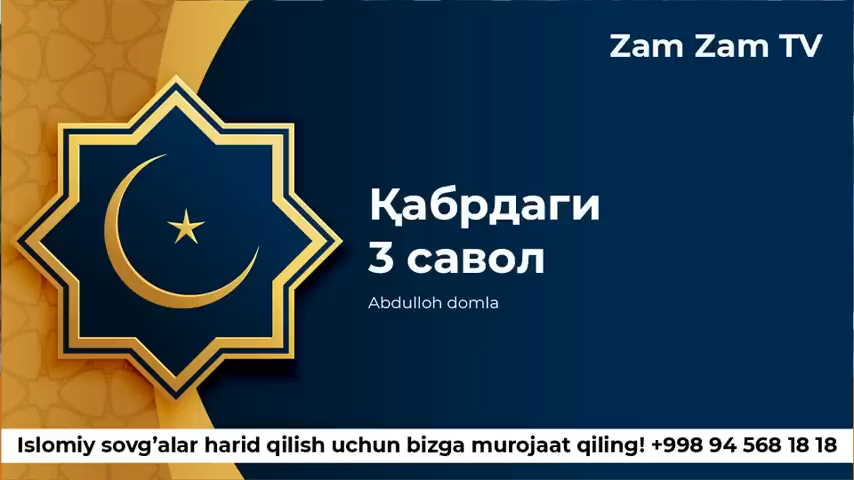 Zam Zam TV
Қабрдаги
3 савол
Abdulloh domla
Islomiy sovg’alar harid qilish uchun bizga murojaat qiling! +998 94 568 18 18